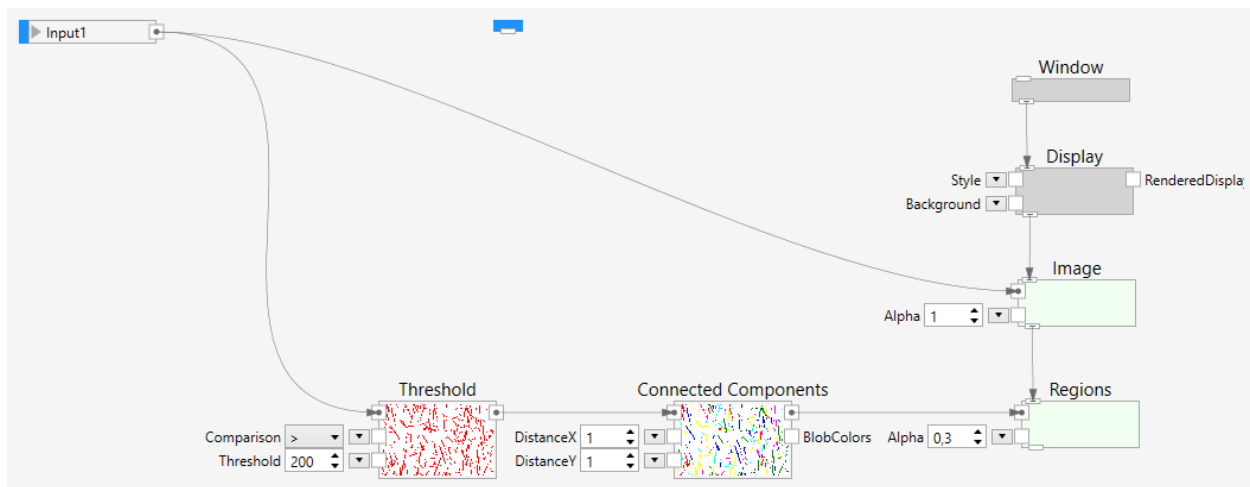 Input1
Window
Display
Style
RenderedDispla
Background
Image
Alpha 1
Threshold
Connected Components
Regions
Comparison >
DistanceX 1
BlobColors
Alpha 0,3
Threshold 200
DistanceY 1